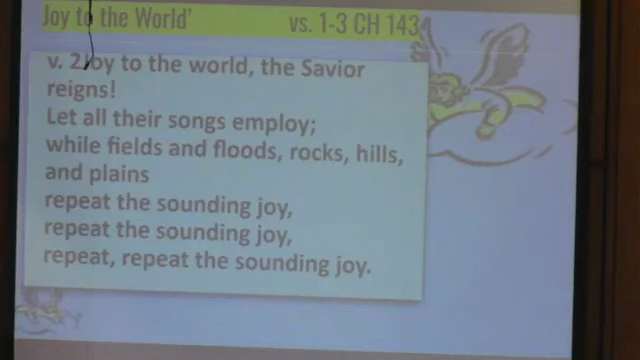 Joy to the World' vs. 1-3 CH 143
v. 2Joy to the world, the Savior
reigns!
Let all their songs employ;
while fields and floods, rocks, hills,
and plains
repeat the sounding joy,
repeat the sounding joy,
repeat, repeat the sounding joy.